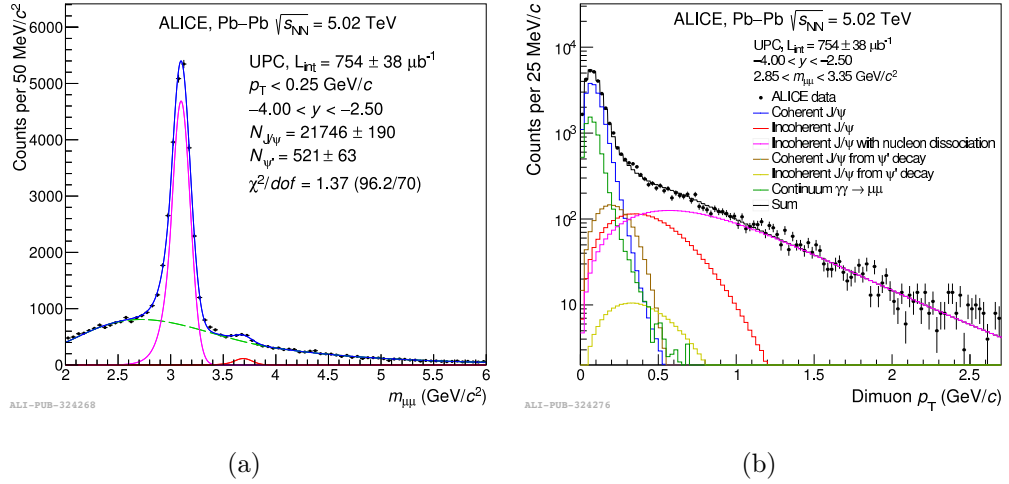 ALICE, Pb−Pb √sNN = 5.02 TeV
UPC, Lint = 754 ± 38 μb-1
pT < 0.25 GeV/c
−4.00 < y < −2.50
NJ/ψ = 21746 ± 190
Nψ' = 521 ± 63
χ2/dof = 1.37 (96.2/70)
Counts per 50 MeV/c2
6000
5000
4000
3000
2000
1000
0
2 2.5 3 3.5 4 4.5 5 5.5 6
mμμ (GeV/c2)
ALI-PUB-324268
(a)
ALICE, Pb−Pb √sNN = 5.02 TeV
UPC, Lint = 754 ± 38 μb-1
−4.00 < y < −2.50
2.85 < mμμ < 3.35 GeV/c2
ALICE data
Coherent J/ψ
Incoherent J/ψ
Incoherent J/ψ with nucleon dissociation
Coherent J/ψ from ψ' decay
Incoherent J/ψ from ψ' decay
Continuum γγ → μμ
Sum
Counts per 25 MeV/c
104
103
102
10
0 0.5 1 1.5 2 2.5
Dimuon pT (GeV/c)
ALI-PUB-324276
(b)